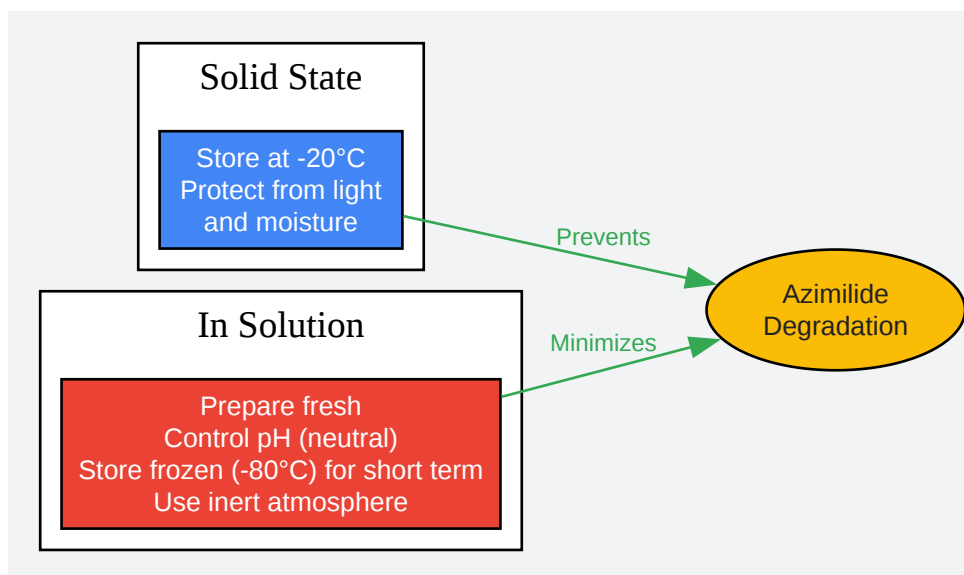 Solid State
Store at -20°C
Protect from light
and moisture
Prevents
Azimilide
Degradation
In Solution
Minimizes
Prepare fresh
Control pH (neutral)
Store frozen (-80°C) for short term
Use inert atmosphere